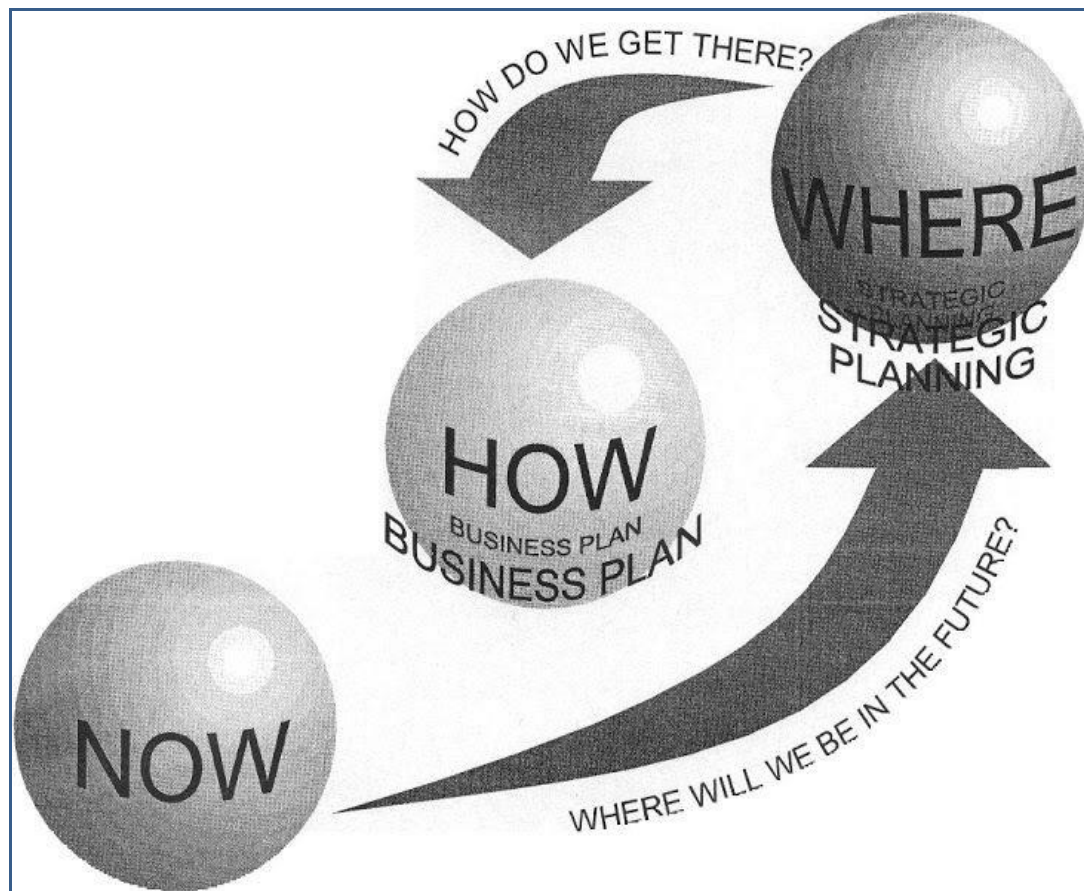 HOW DO WE GET THERE?
WHERE
STRATEGIC
PLANNING
STRATEGIC
PLANNING
HOW
BUSINESS PLAN
BUSINESS PLAN
NOW
WHERE WILL WE BE IN THE FUTURE?